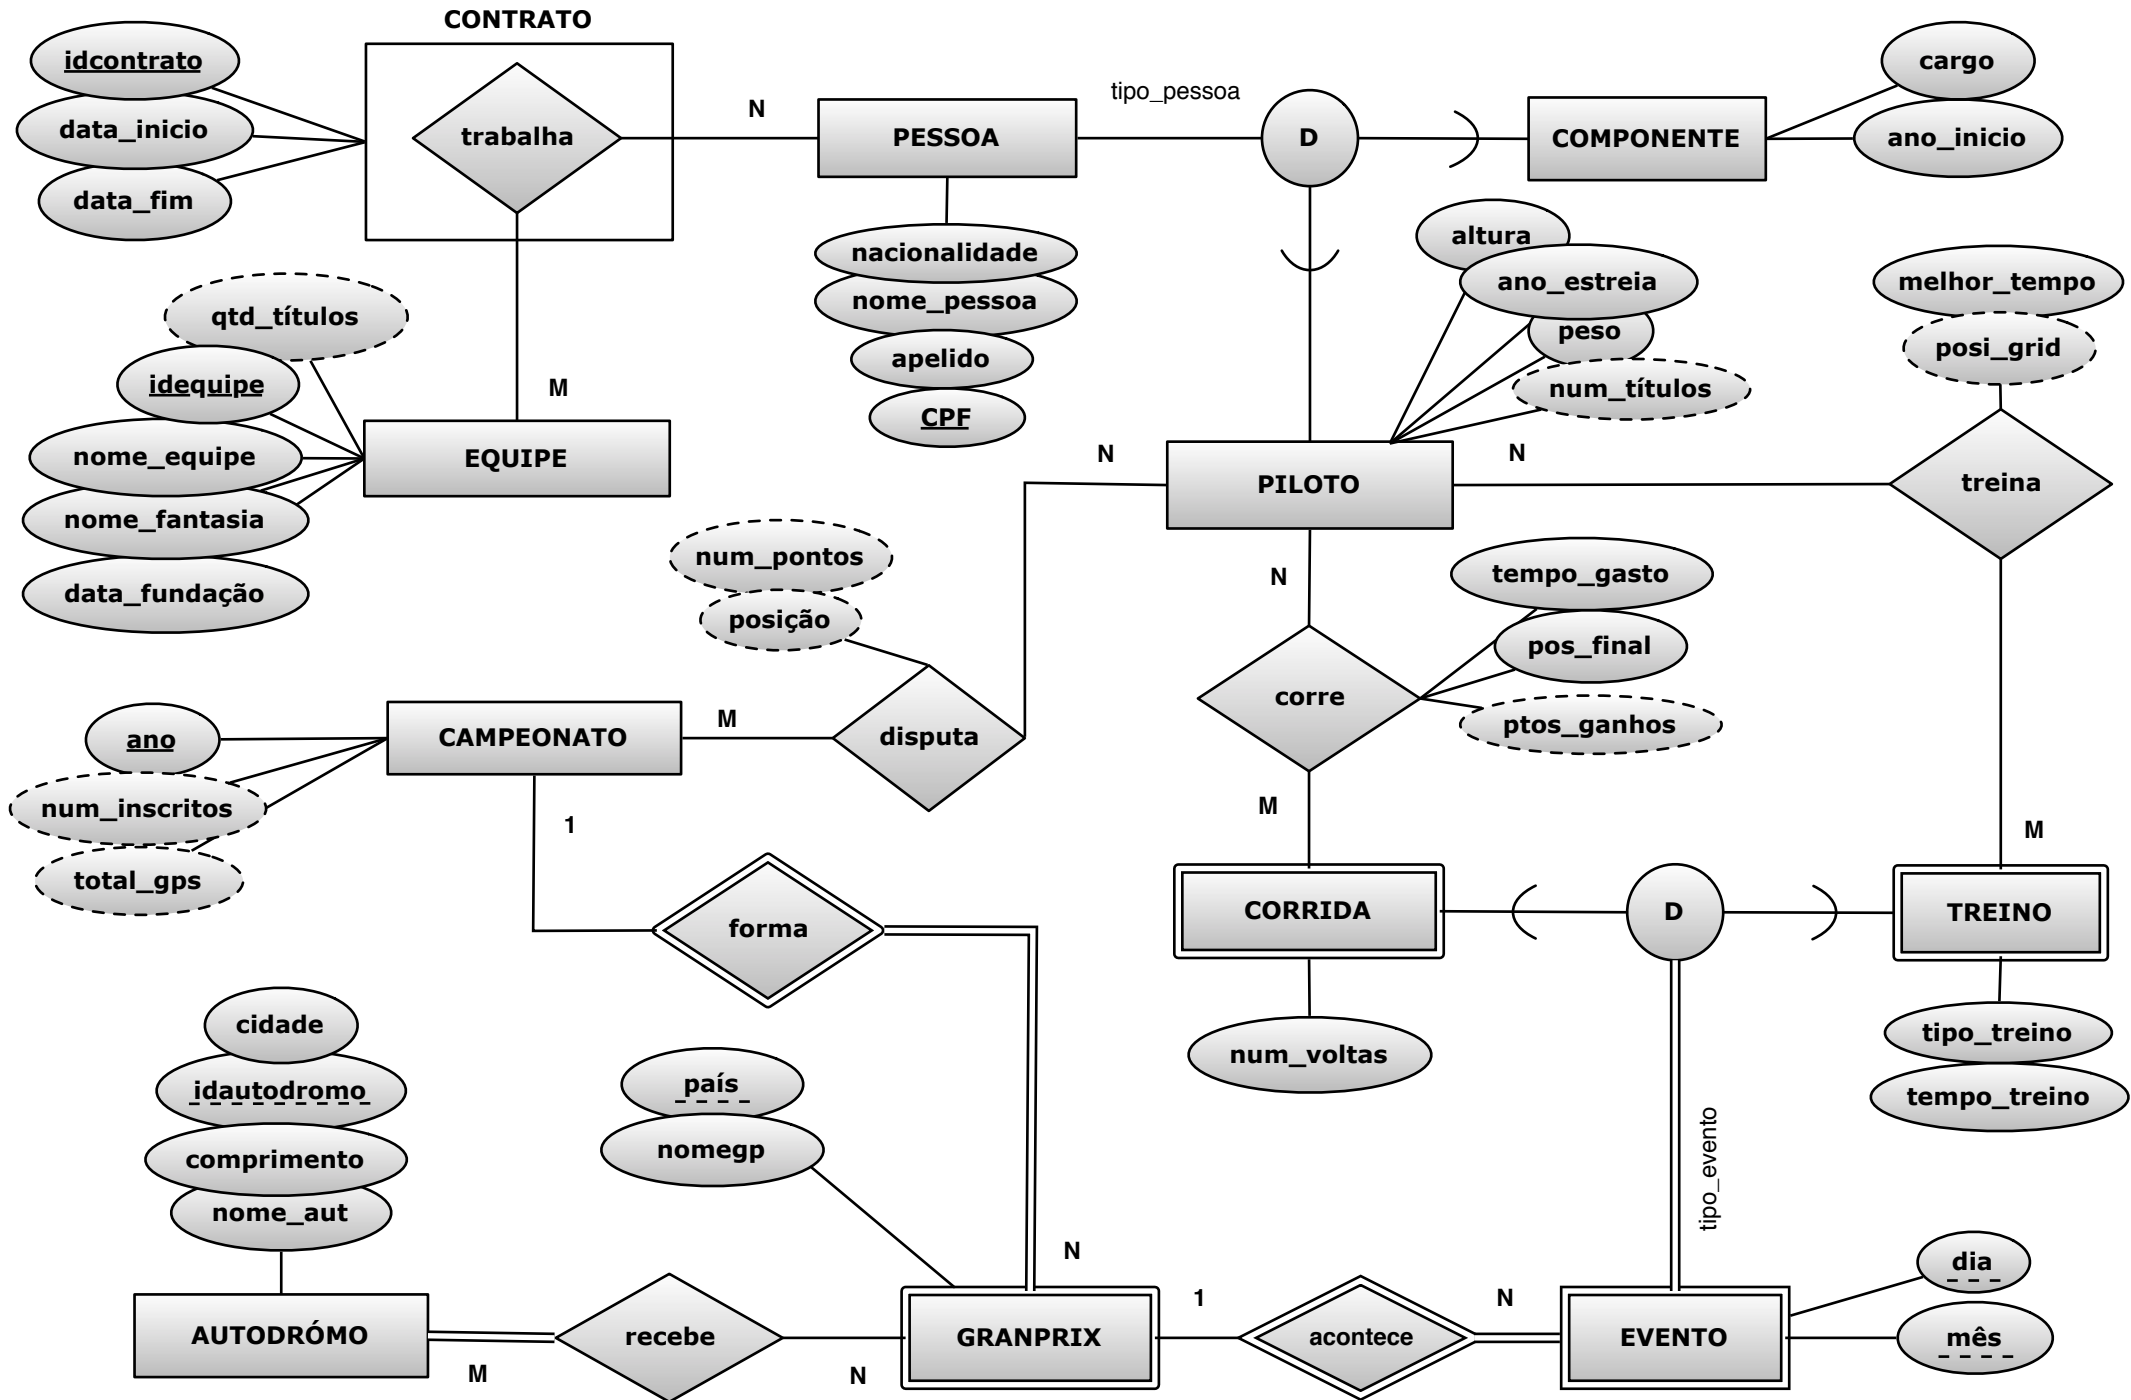 CONTRATO
idcontrato
data_inicio
data_fim
trabalha
N
PESSOA
tipo_pessoa
D
COMPONENTE
cargo
ano_inicio
nacionalidade
nome_pessoa
apelido
CPF
altura
ano_estreia
peso
num_títulos
melhor_tempo
posi_grid
qtd_títulos
idequipe
nome_equipe
nome_fantasia
data_fundação
M
EQUIPE
N
PILOTO
N
treina
num_pontos
posição
N
tempo_gasto
pos_final
ptos_ganhos
corre
ano
num_inscritos
total_gps
CAMPEONATO
M
disputa
1
M
M
forma
CORRIDA
D
TREINO
num_voltas
tipo_treino
tempo_treino
cidade
idautodromo
comprimento
nome_aut
país
nomegp
tipo_evento
N
AUTODRÓMO
M
recebe
N
GRANPRIX
1
acontece
N
EVENTO
dia
mês